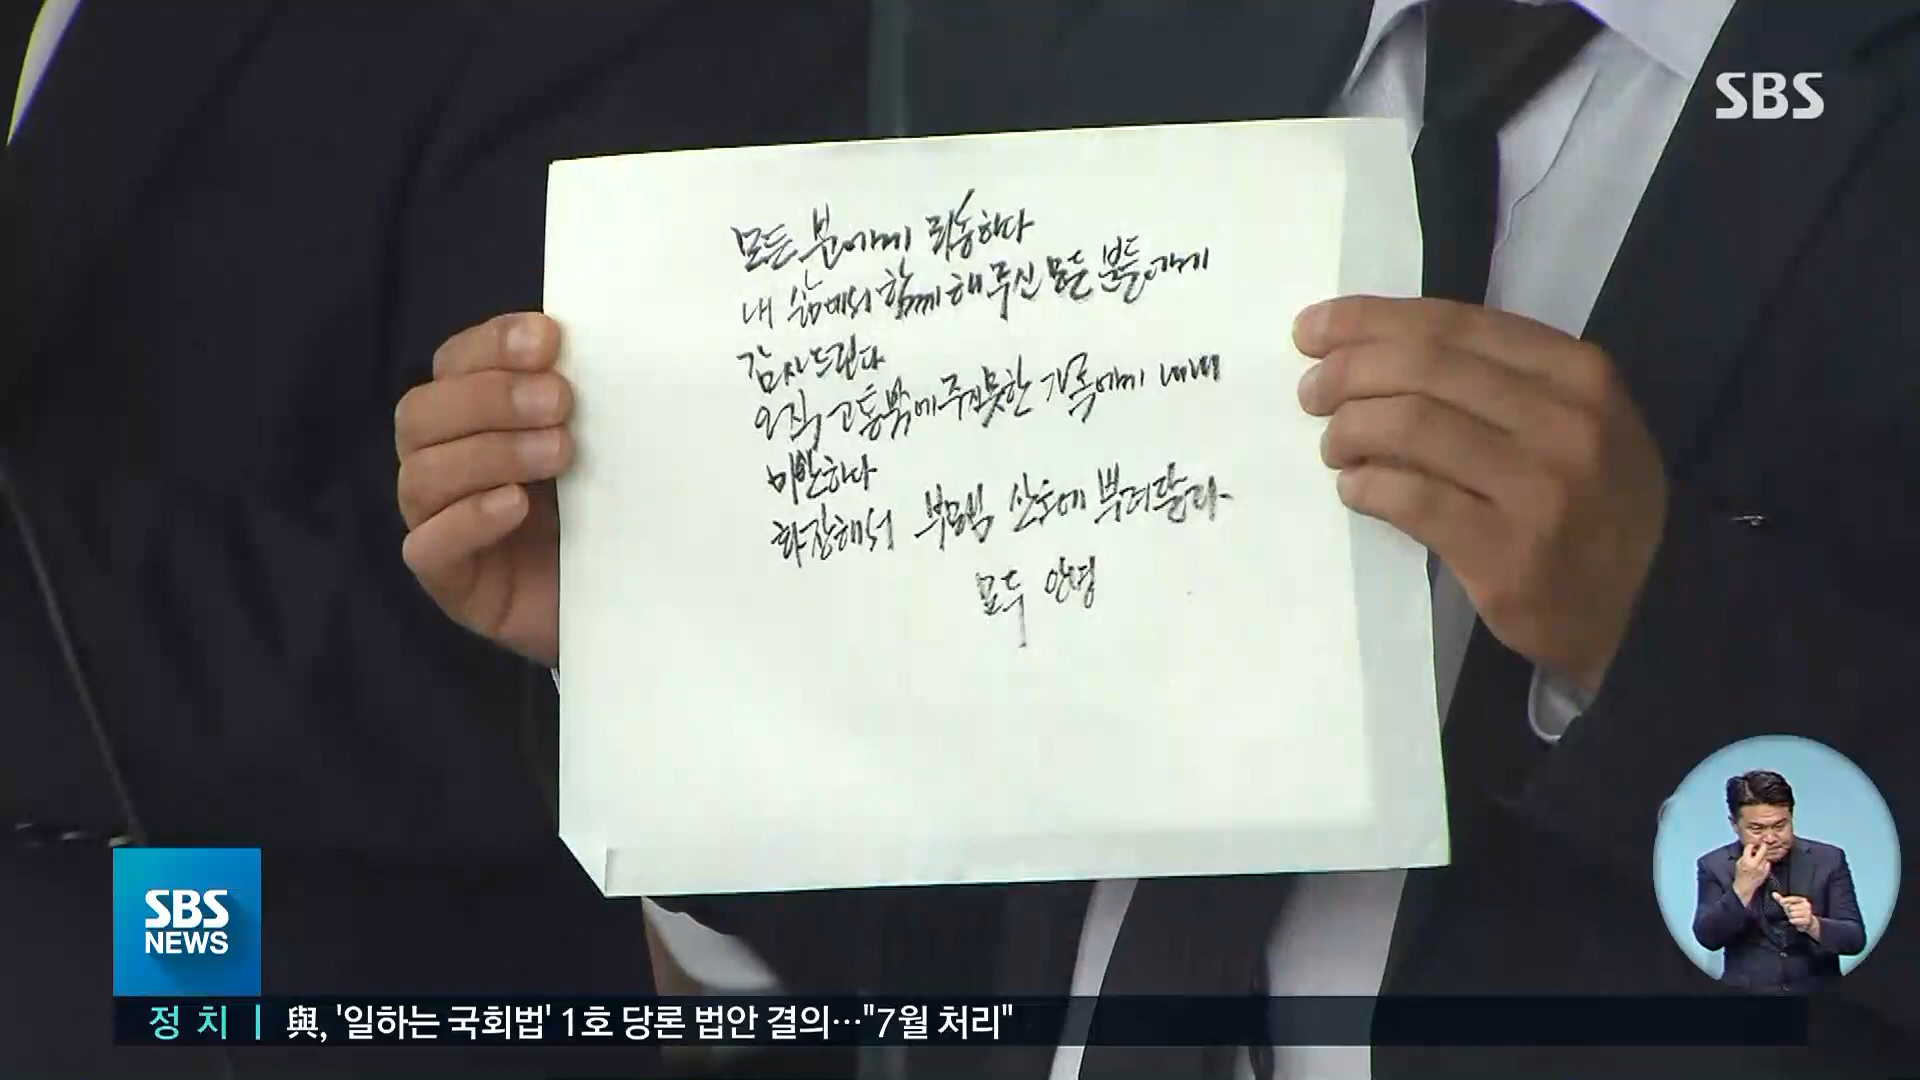 SBS
모든 분에게 죄송하다
내 삶에서 함께 해 주신 모든 분들에게
감사드린다
오직 고통밖에 주지못한 가족에게 내내
미안하다
화장해서 부모님 산소에 뿌려달라
모두 안녕
SBS
NEWS
정치 | 與, '일하는 국회법' 1호 당론 법안 결의…"7월 처리"